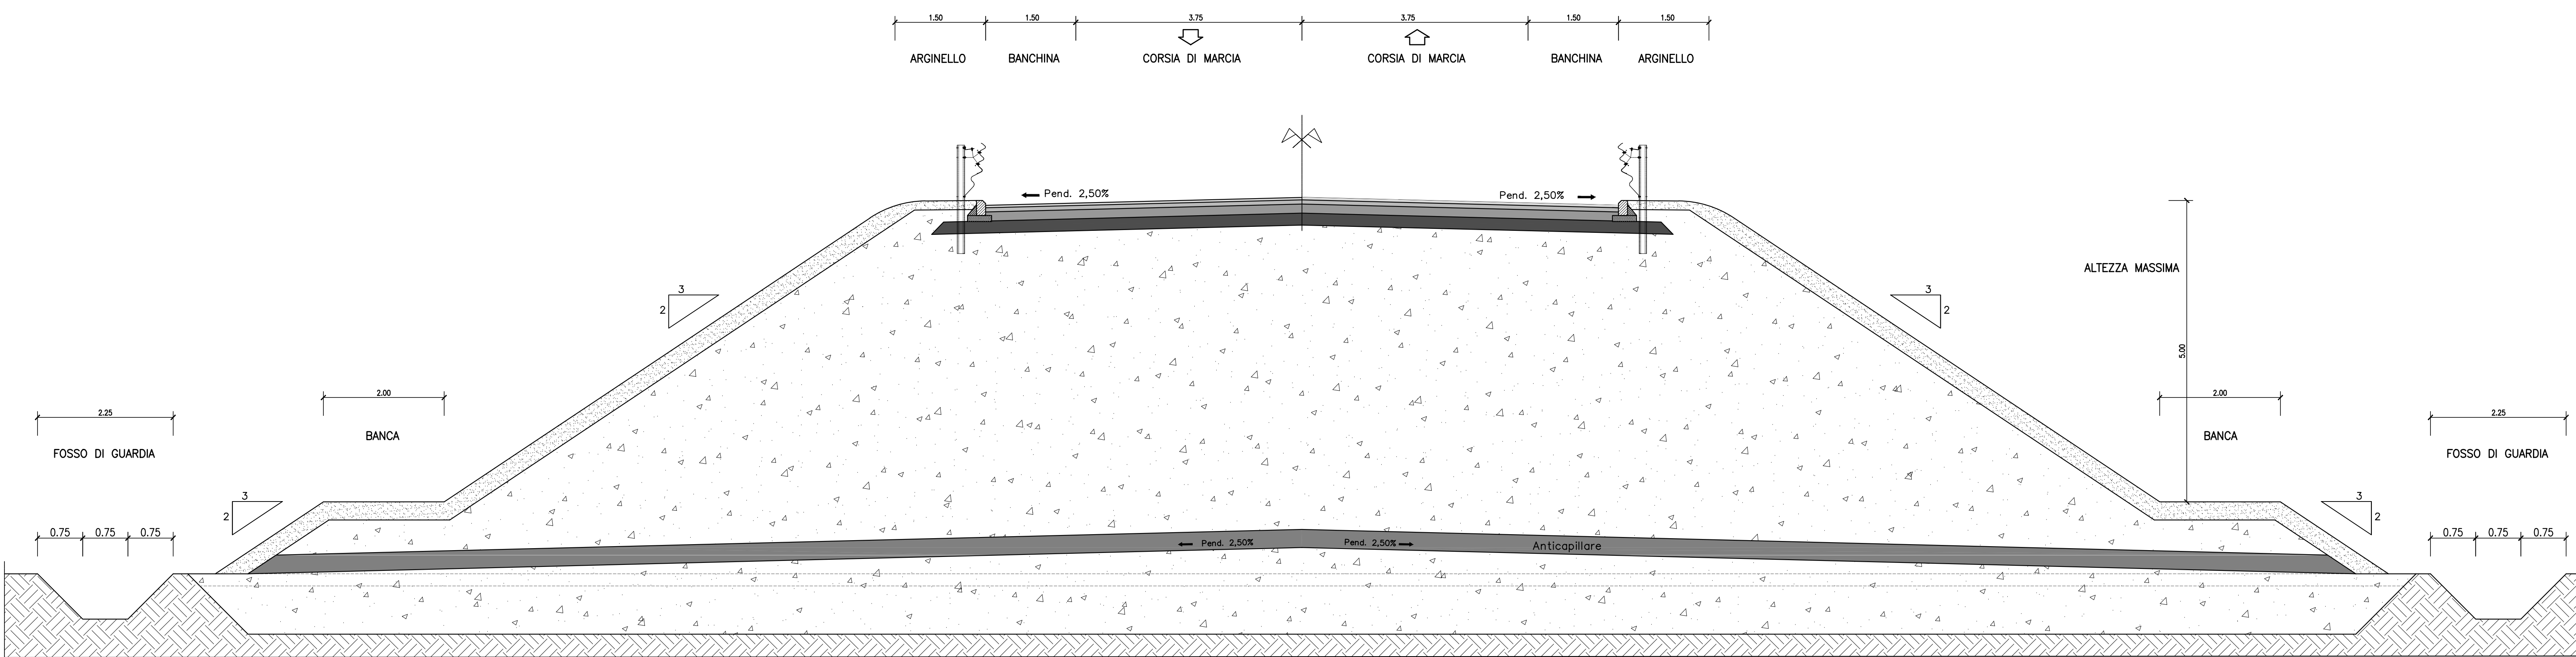 1.50 1.50 3.75 3.75 1.50 1.50
ARGINELLO BANCHINA CORSIA DI MARCIA CORSIA DI MARCIA BANCHINA ARGINELLO
Pend. 2,50% Pend. 2,50%
ALTEZZA MASSIMA
3 3
2 2
5.00
2.00 2.00
2.25 2.25
BANCA BANCA
FOSSO DI GUARDIA FOSSO DI GUARDIA
3 3
2 2
0.75 0.75 0.75 0.75 0.75 0.75
Pend. 2,50% Pend. 2,50% Anticapillare